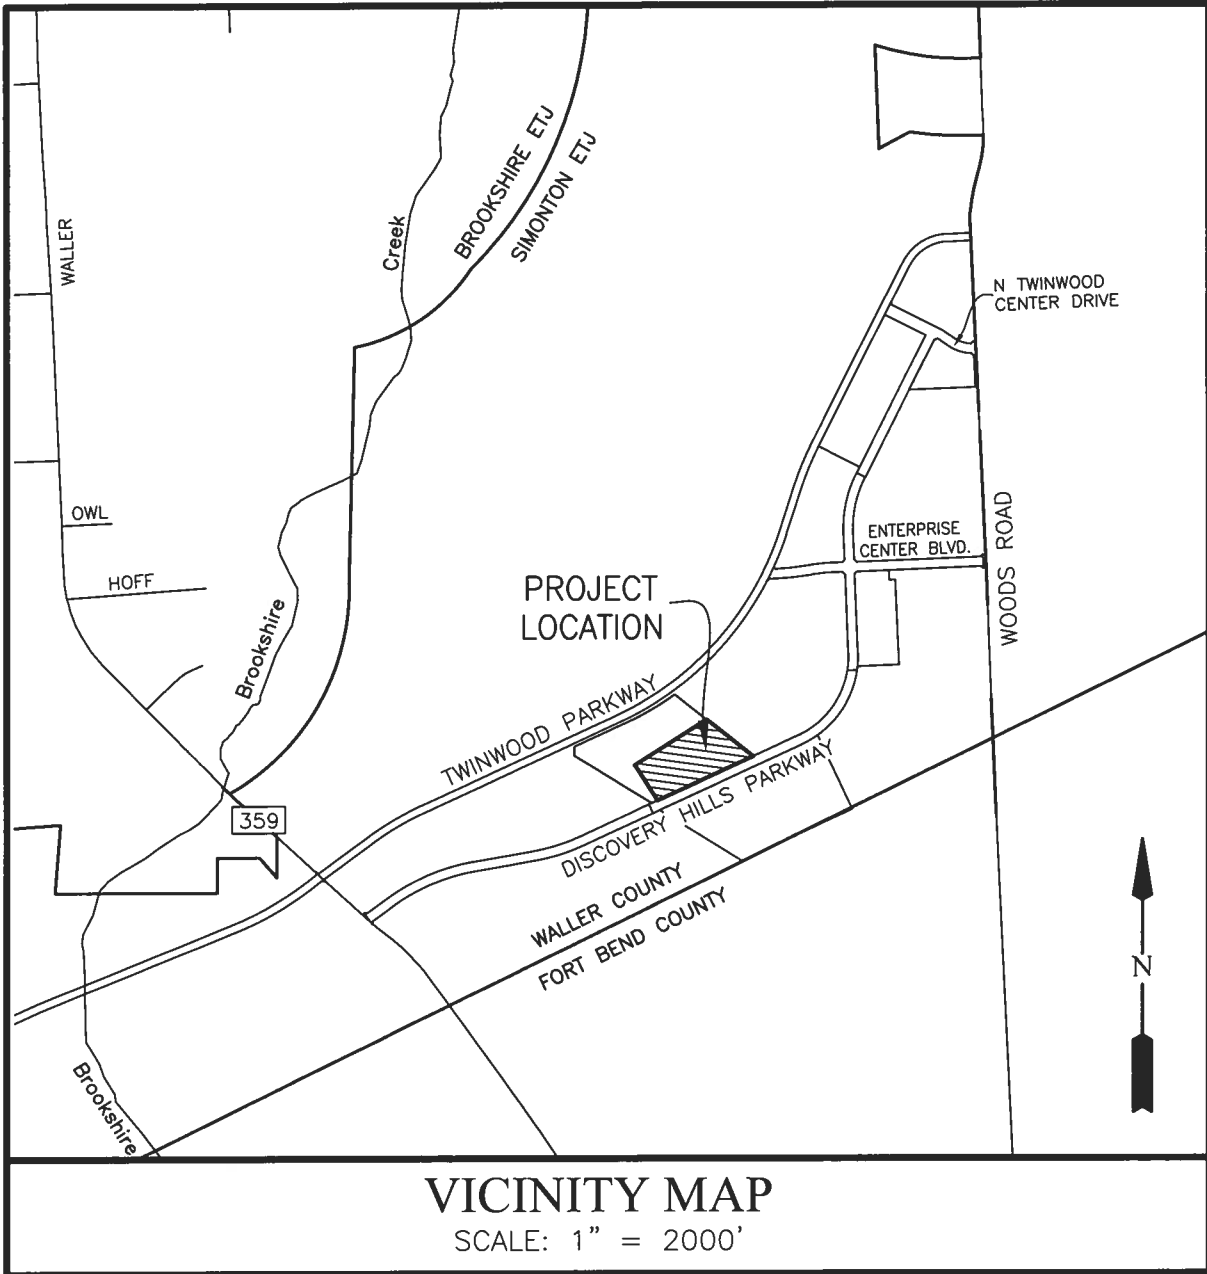 BROOKSHIRE ETJ
SIMONTON ETJ
WALLER
Creek
N TWINWOOD
CENTER DRIVE
OWL
HOFF
ENTERPRISE
CENTER BLVD.
WOODS ROAD
PROJECT
LOCATION
Brookshire
TWINWOOD PARKWAY
DISCOVERY HILLS PARKWAY
359
WALLER COUNTY
FORT BEND COUNTY
N
Brookshire
VICINITY MAP
SCALE: 1" = 2000'